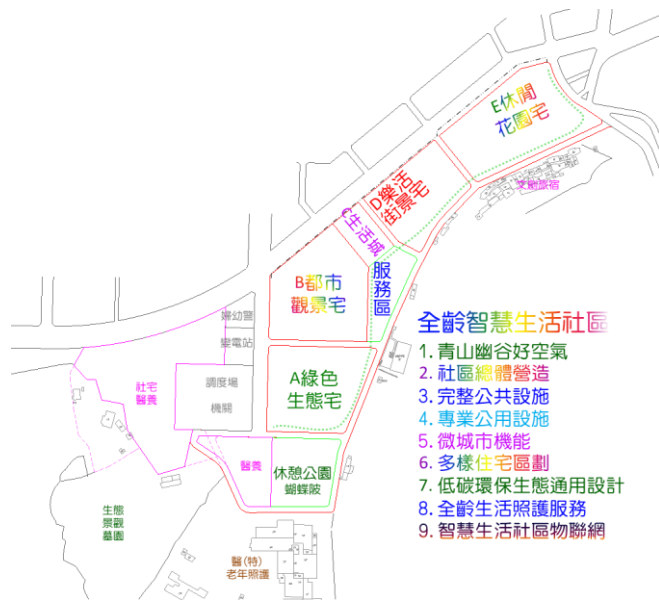 E休閒
花園宅
D樂活
街景宅
文創旅宿
C生活城
服務區
B都市
觀景宅
婦幼警
變電站
全齡智慧生活社區
1. 青山幽谷好空氣
2. 社區總體營造
3. 完整公共設施
4. 專業公用設施
5. 微城市機能
6. 多樣住宅區劃
7. 低碳環保生態通用設計
8. 全齡生活照護服務
9. 智慧生活社區物聯網
社宅
醫養
調度場
機關
A綠色
生態宅
醫養
休憩公園
蝴蝶陂
生態
景觀
墓園
醫(特)
老年照護